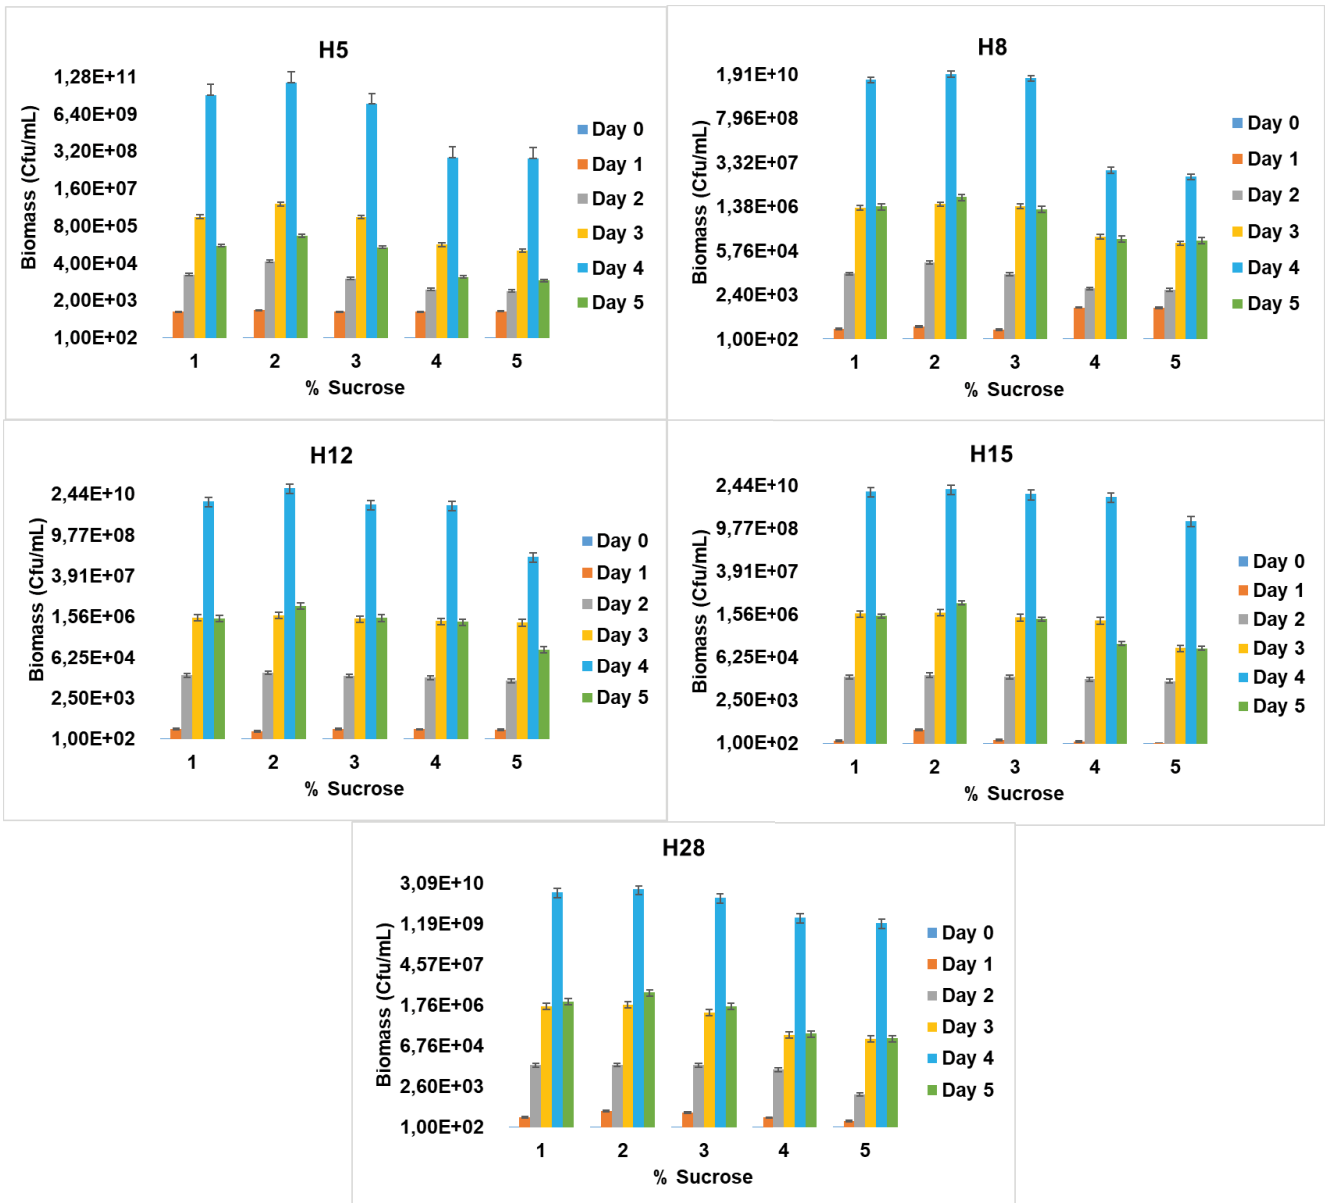 H5
Biomass (Cfu/mL)
1,28E+11
6,40E+09
3,20E+08
1,60E+07
8,00E+05
4,00E+04
2,00E+03
1,00E+02
1 2 3 4 5
% Sucrose
Day 0
Day 1
Day 2
Day 3
Day 4
Day 5
H8
Biomass (Cfu/mL)
1,91E+10
7,96E+08
3,32E+07
1,38E+06
5,76E+04
2,40E+03
1,00E+02
1 2 3 4 5
% Sucrose
Day 0
Day 1
Day 2
Day 3
Day 4
Day 5
H12
Biomass (Cfu/mL)
2,44E+10
9,77E+08
3,91E+07
1,56E+06
6,25E+04
2,50E+03
1,00E+02
1 2 3 4 5
% Sucrose
Day 0
Day 1
Day 2
Day 3
Day 4
Day 5
H15
Biomass (Cfu/mL)
2,44E+10
9,77E+08
3,91E+07
1,56E+06
6,25E+04
2,50E+03
1,00E+02
1 2 3 4 5
% Sucrose
Day 0
Day 1
Day 2
Day 3
Day 4
Day 5
H28
Biomass (Cfu/mL)
3,09E+10
1,19E+09
4,57E+07
1,76E+06
6,76E+04
2,60E+03
1,00E+02
1 2 3 4 5
% Sucrose
Day 0
Day 1
Day 2
Day 3
Day 4
Day 5